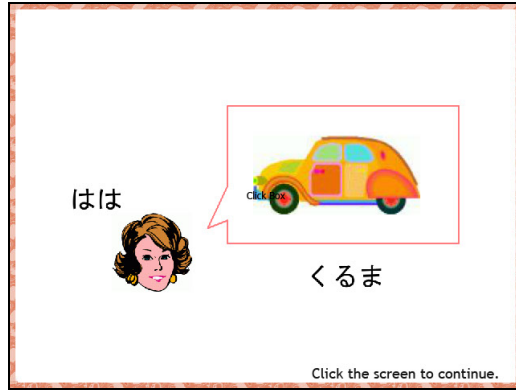 はは
Click Box
くるま
Click the screen to continue.